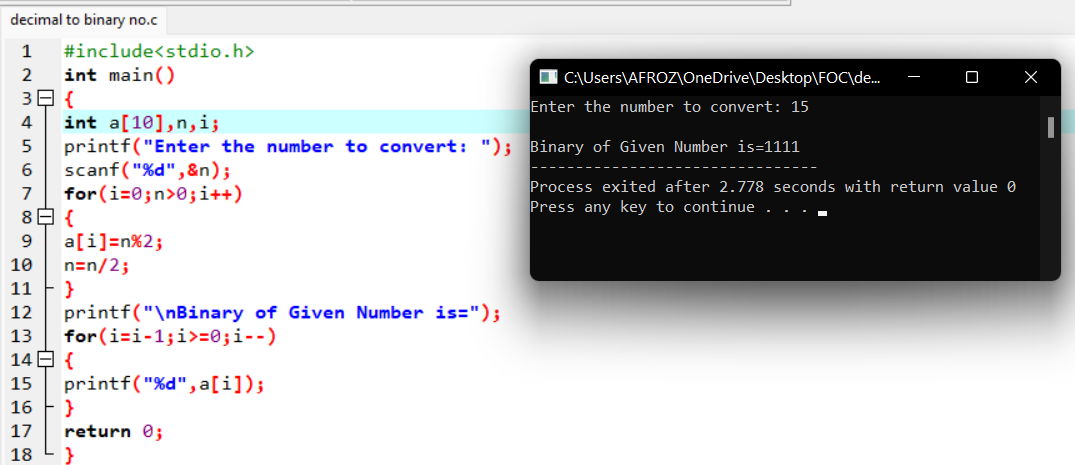 decimal to binary no.c
1 #include<stdio.h>
2 int main()
3 {
4 int a[10],n,i;
5 printf("Enter the number to convert: ");
6 scanf("%d",&n);
7 for(i=0;n>0;i++)
8 {
9 a[i]=n%2;
10 n=n/2;
11 }
12 printf("\nBinary of Given Number is=");
13 for(i=i-1;i>=0;i--)
14 {
15 printf("%d",a[i]);
16 }
17 return 0;
18 }
C:\Users\AFROZ\OneDrive\Desktop\FOC\de...
Enter the number to convert: 15
Binary of Given Number is=1111
--------------------------------
Process exited after 2.778 seconds with return value 0
Press any key to continue . . .